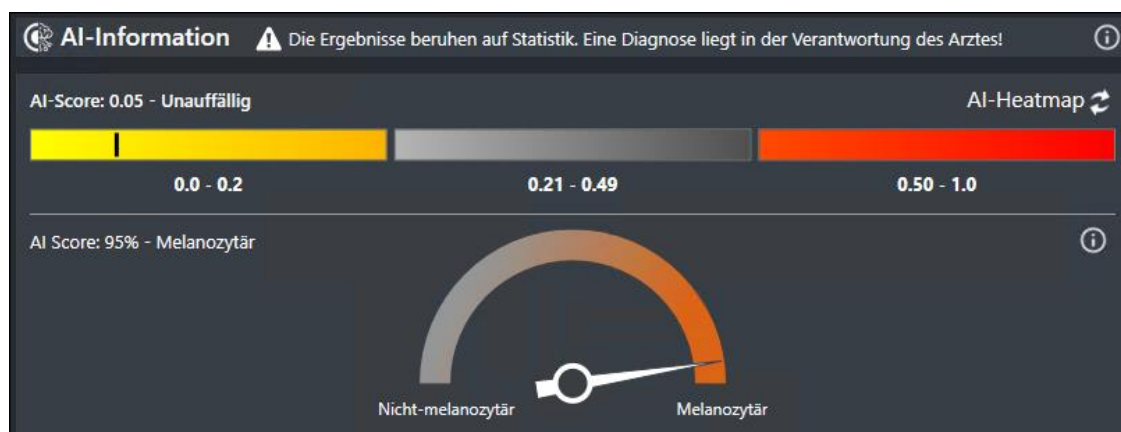 AI-Information Die Ergebnisse beruhen auf Statistik. Eine Diagnose liegt in der Verantwortung des Arztes!
AI-Score: 0.05 - Unauffällig AI-Heatmap
0.0 - 0.2 0.21 - 0.49 0.50 - 1.0
AI Score: 95% - Melanozytär
Nicht-melanozytär Melanozytär